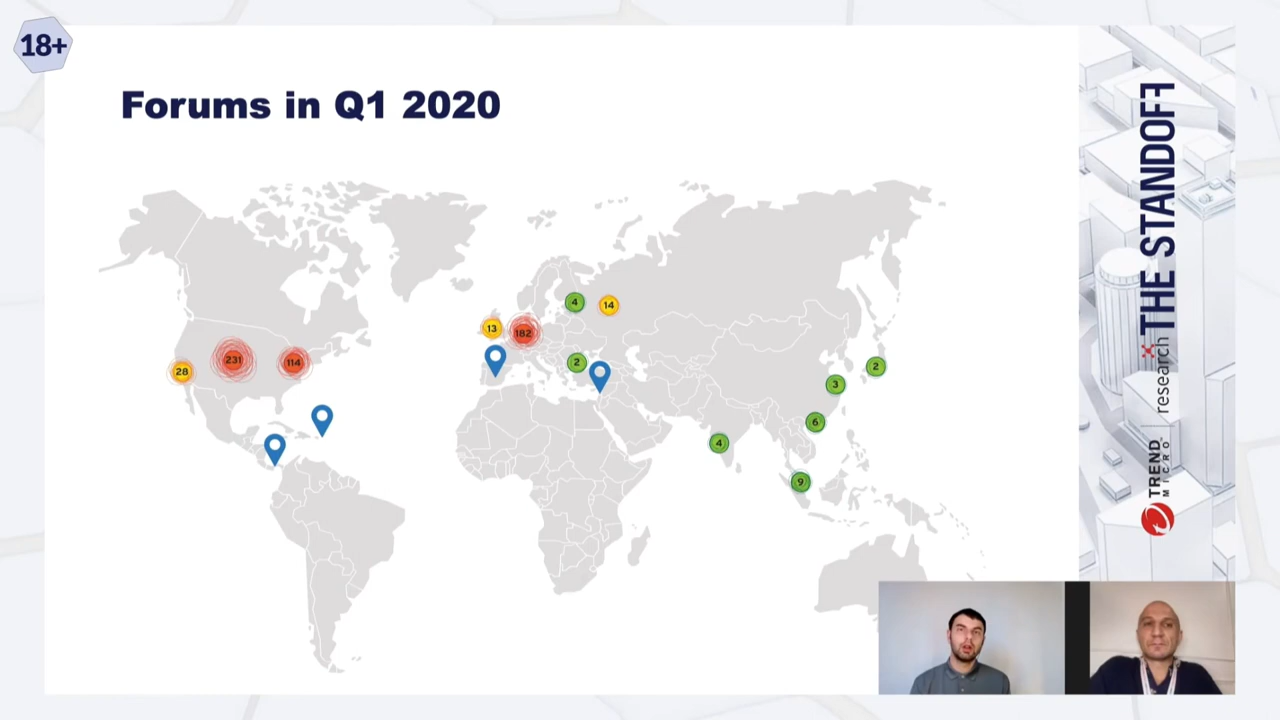 18+
Forums in Q1 2020
4
14
13
182
231
114
28
2
2
3
6
4
9
THE STANDOFF
research
TREND
MICRO™